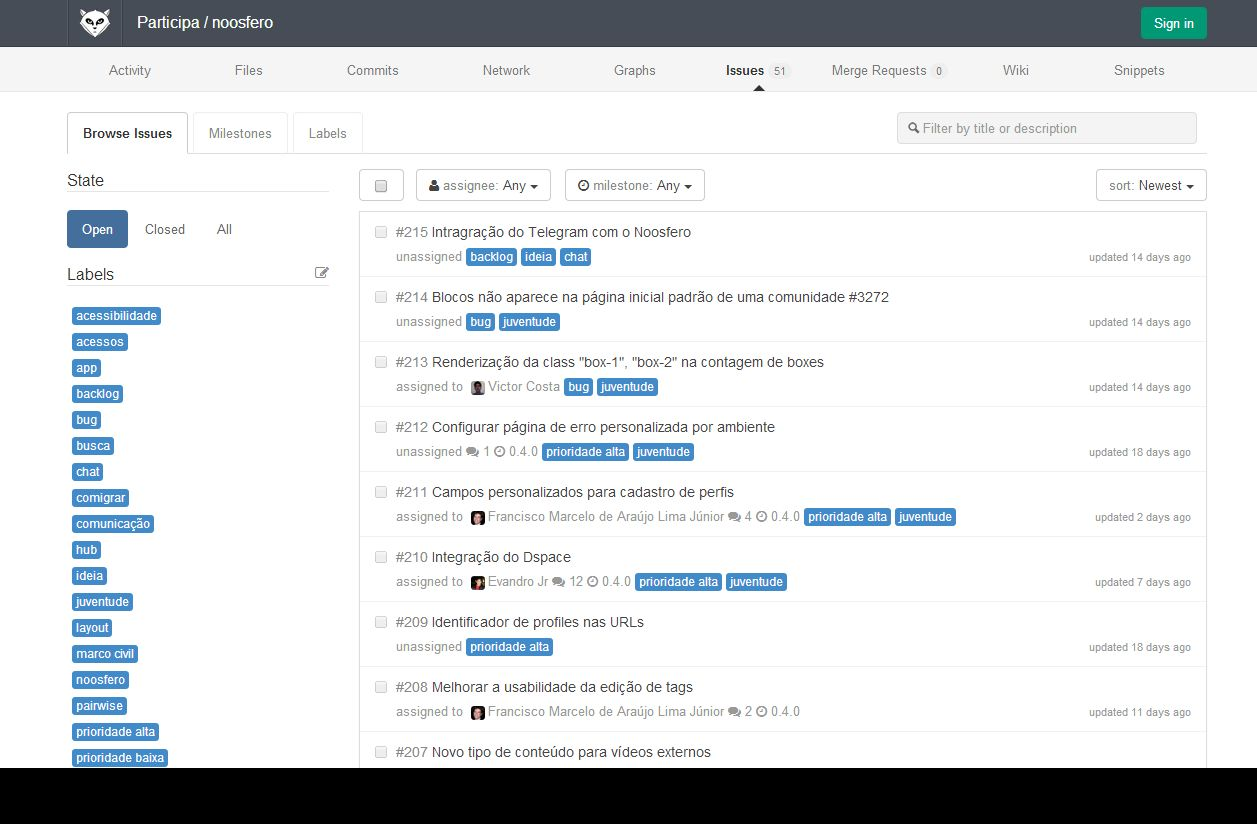 Participa / noosfero
Sign in
Activity
Files
Commits
Network
Graphs
Issues 51
Merge Requests 0
Wiki
Snippets
Browse Issues
Milestones
Labels
Filter by title or description
State
Open
Closed
All
Labels
acessibilidade
acessos
app
backlog
bug
busca
chat
comigrar
comunicação
hub
ideia
juventude
layout
marco civil
noosfero
pairwise
prioridade alta
prioridade baixa
assignee: Any
milestone: Any
sort: Newest
#215 Intragração do Telegram com o Noosfero
unassigned backlog ideia chat updated 14 days ago
#214 Blocos não aparece na página inicial padrão de uma comunidade #3272
unassigned bug juventude updated 14 days ago
#213 Renderização da class "box-1", "box-2" na contagem de boxes
assigned to Victor Costa bug juventude updated 14 days ago
#212 Configurar página de erro personalizada por ambiente
unassigned 1 0.4.0 prioridade alta juventude updated 18 days ago
#211 Campos personalizados para cadastro de perfis
assigned to Francisco Marcelo de Araújo Lima Júnior 4 0.4.0 prioridade alta juventude updated 2 days ago
#210 Integração do Dspace
assigned to Evandro Jr 12 0.4.0 prioridade alta juventude updated 7 days ago
#209 Identificador de profiles nas URLs
unassigned prioridade alta updated 18 days ago
#208 Melhorar a usabilidade da edição de tags
assigned to Francisco Marcelo de Araújo Lima Júnior 2 0.4.0 updated 11 days ago
#207 Novo tipo de conteúdo para vídeos externos